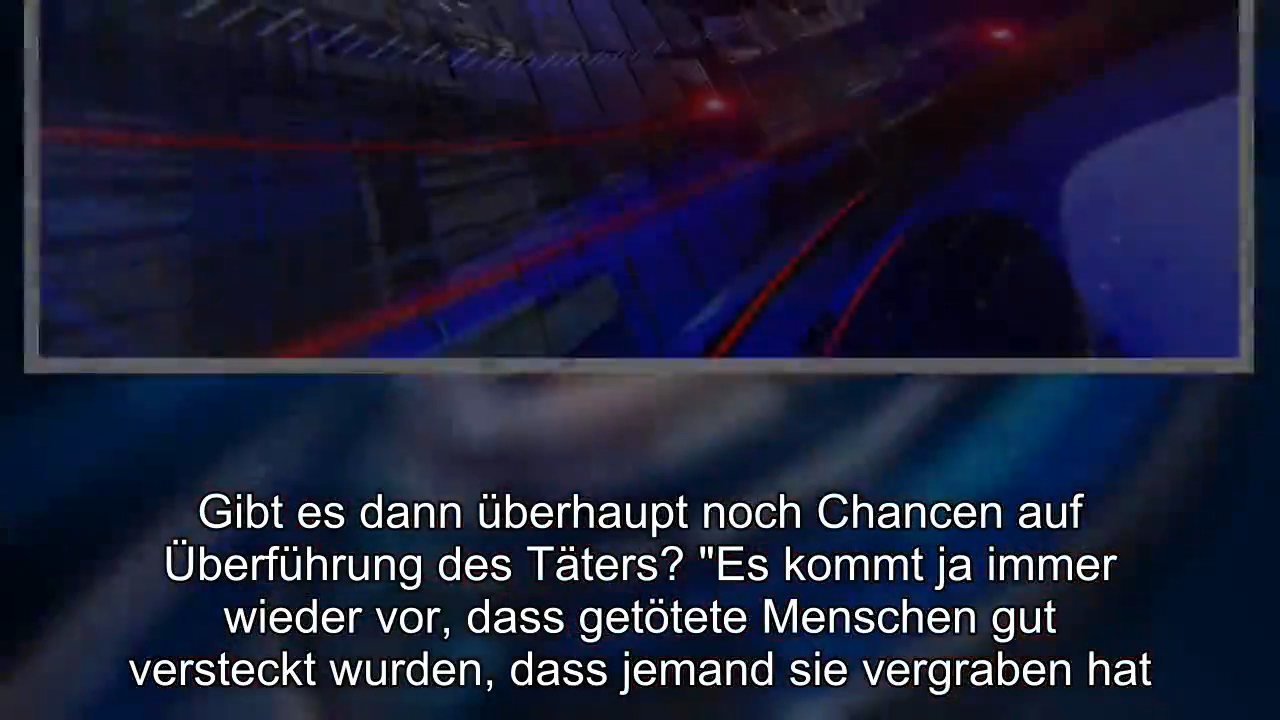 Gibt es dann überhaupt noch Chancen auf
Überführung des Täters? "Es kommt ja immer
wieder vor, dass getötete Menschen gut
versteckt wurden, dass jemand sie vergraben hat